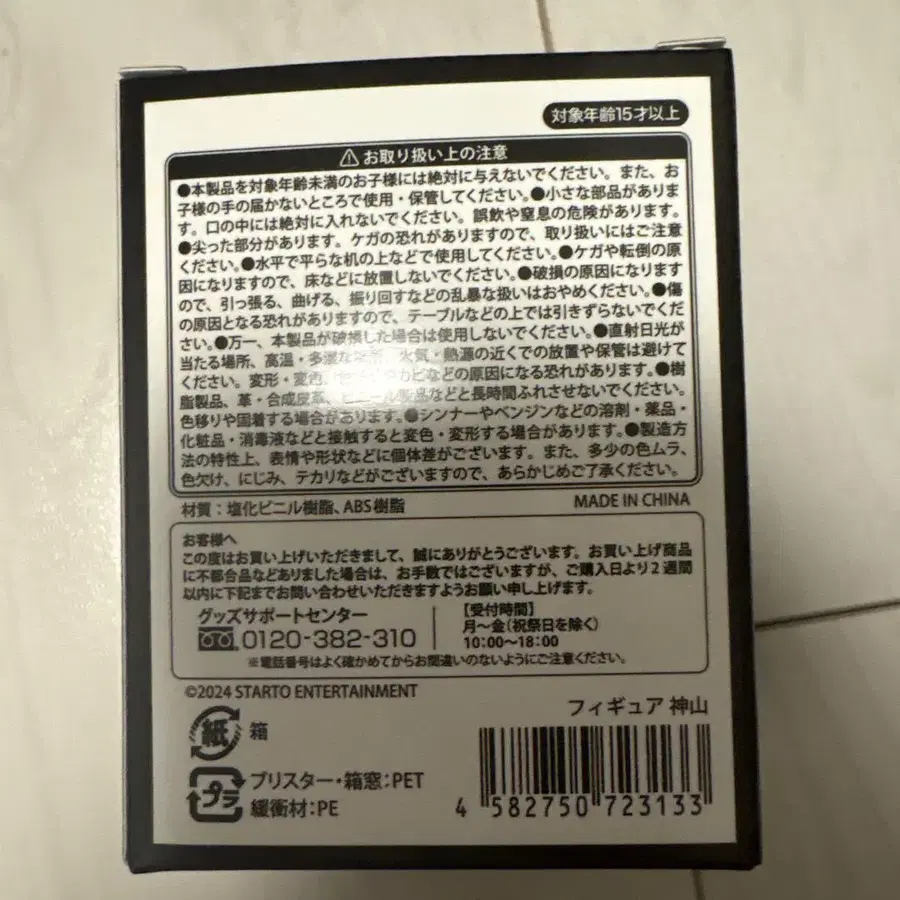 対象年齢15才以上
⚠お取り扱い上の注意
●本製品を対象年齢未満のお子様には絶対に与えないでください。また、お
子様の手の届かないところで使用・保管してください。●小さな部品がありま
す。口の中には絶対に入れないでください。誤飲や窒息の危険があります。
●尖った部分があります。ケガの恐れがありますので、取り扱いにはご注意
ください。●水平で平らな机の上などで使用してください。●ケガや転倒の原
因になりますので、床などに放置しないでください。●破損の原因になります
ので、引っ張る、曲げる、振り回すなどの乱暴な扱いはおやめください。●傷
の原因となる恐れがありますので、テーブルなどの上では引きずらないでくだ
さい。●万一、本製品が破損した場合は使用しないでください。●直射日光が
当たる場所、高温・多湿な場所、火気・熱源の近くでの放置や保管は避けて
ください。変形・変色、カビなどの原因になる恐れがあります。●樹
脂製品、革・合成皮革、ビニール製品などと長時間ふれさせないでください。
色移りや固着する場合があります。●シンナーやベンジンなどの溶剤・薬品・
化粧品・消毒液などと接触すると変色・変形する場合があります。●製造方
法の特性上、表情や形状などに個体差がございます。また、多少の色ムラ、
色欠け、にじみ、テカリなどがございますので、あらかじめご了承ください。
材質：塩化ビニル樹脂、ABS樹脂 MADE IN CHINA
お客様へ
この度はお買い上げいただきまして、誠にありがとうございます。お買い上げ商品
に不都合品などありました場合は、お手数ではございますが、ご購入日より2週間
以内に下記までお問い合わせいただきますようお願い申し上げます。
グッズサポートセンター
0120-382-310
【受付時間】
月～金(祝祭日を除く)
10:00～18:00
※電話番号はよく確かめてからお間違いのないようにご注意ください。
©2024 STARTO ENTERTAINMENT
フィギュア 神山
紙 箱
プラ ブリスター・箱窓：PET
緩衝材：PE
4 582750 723133